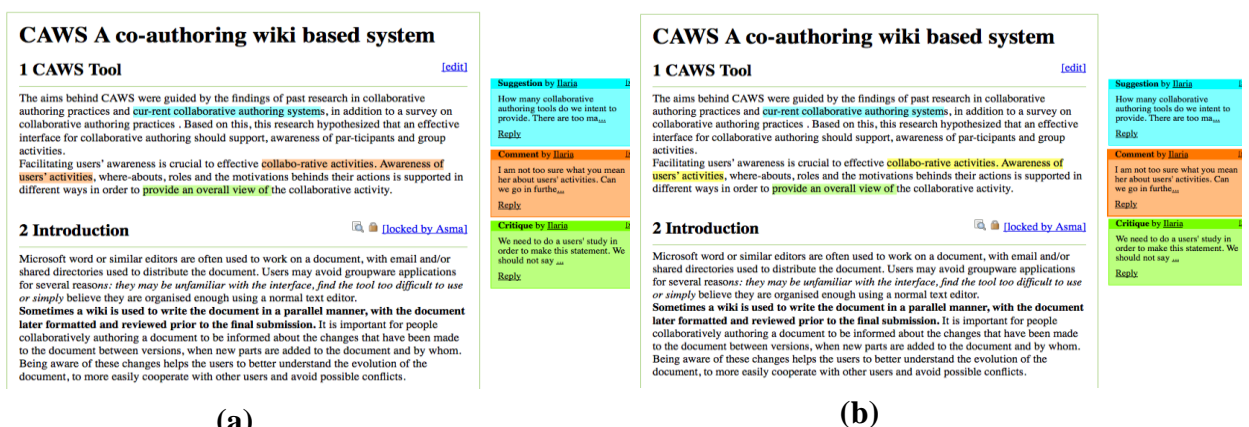 CAWS A co-authoring wiki based system
1 CAWS Tool
[edit]
The aims behind CAWS were guided by the findings of past research in collaborative
authoring practices and cur-rent collaborative authoring systems, in addition to a survey on
collaborative authoring practices . Based on this, this research hypothesized that an effective
interface for collaborative authoring should support, awareness of par-ticipants and group
activities.
Facilitating users' awareness is crucial to effective collabo-rative activities. Awareness of
users' activities, where-abouts, roles and the motivations behind their actions is supported in
different ways in order to provide an overall view of the collaborative activity.
2 Introduction
[locked by Asma]
Microsoft word or similar editors are often used to work on a document, with email and/or
shared directories used to distribute the document. Users may avoid groupware applications
for several reasons: they may be unfamiliar with the interface, find the tool too difficult to use
or simply believe they are organised enough using a normal text editor.
Sometimes a wiki is used to write the document in a parallel manner, with the document
later formatted and reviewed prior to the final submission. It is important for people
collaboratively authoring a document to be informed about the changes that have been made
to the document between versions, when new parts are added to the document and by whom.
Being aware of these changes helps the users to better understand the evolution of the
document, to more easily cooperate with other users and avoid possible conflicts.
Suggestion by Ilaria
How many collaborative
authoring tools do we intent to
provide. There are too ma...
Reply
Comment by Ilaria
I am not too sure what you mean
her about users' activities. Can
we go in furthe...
Reply
Critique by Ilaria
We need to do a users' study in
order to make this statement. We
should not say ...
Reply
(a)
CAWS A co-authoring wiki based system
1 CAWS Tool
[edit]
The aims behind CAWS were guided by the findings of past research in collaborative
authoring practices and cur-rent collaborative authoring systems, in addition to a survey on
collaborative authoring practices . Based on this, this research hypothesized that an effective
interface for collaborative authoring should support, awareness of par-ticipants and group
activities.
Facilitating users' awareness is crucial to effective collabo-rative activities. Awareness of
users' activities, where-abouts, roles and the motivations behind their actions is supported in
different ways in order to provide an overall view of the collaborative activity.
2 Introduction
[locked by Asma]
Microsoft word or similar editors are often used to work on a document, with email and/or
shared directories used to distribute the document. Users may avoid groupware applications
for several reasons: they may be unfamiliar with the interface, find the tool too difficult to use
or simply believe they are organised enough using a normal text editor.
Sometimes a wiki is used to write the document in a parallel manner, with the document
later formatted and reviewed prior to the final submission. It is important for people
collaboratively authoring a document to be informed about the changes that have been made
to the document between versions, when new parts are added to the document and by whom.
Being aware of these changes helps the users to better understand the evolution of the
document, to more easily cooperate with other users and avoid possible conflicts.
Suggestion by Ilaria
How many collaborative
authoring tools do we intent to
provide. There are too ma...
Reply
Comment by Ilaria
I am not too sure what you mean
her about users' activities. Can
we go in furthe...
Reply
Critique by Ilaria
We need to do a users' study in
order to make this statement. We
should not say ...
Reply
(b)